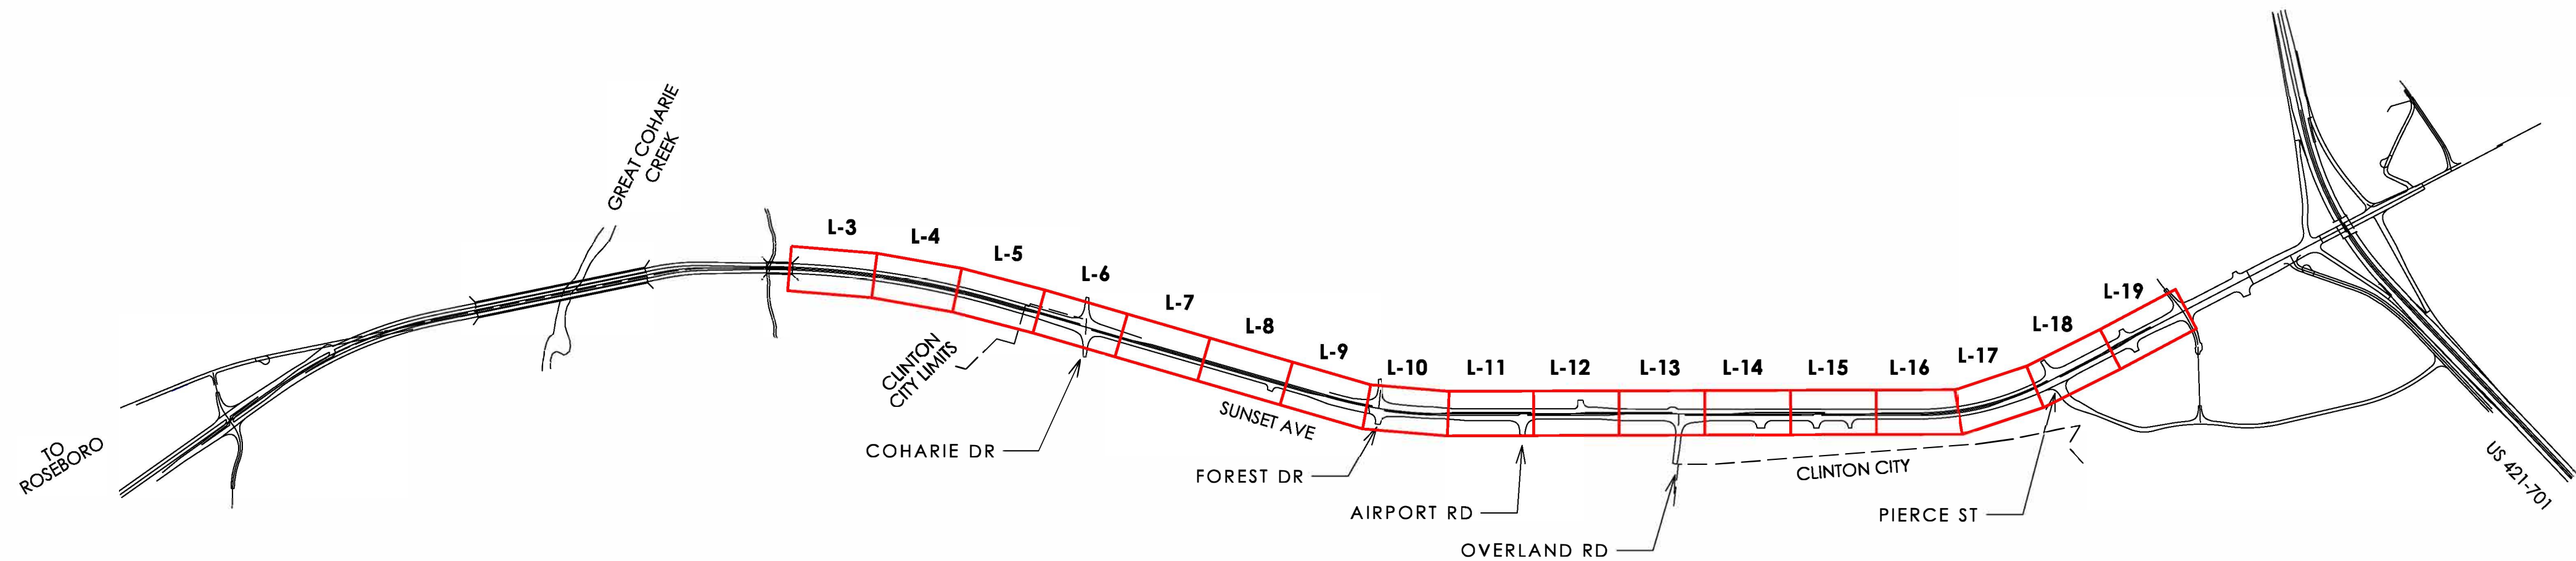 GREAT COHARIE
CREEK
L-3
L-4
L-5
L-6
L-7
L-8
L-9
L-10
L-11
L-12
L-13
L-14
L-15
L-16
L-17
L-18
L-19
CLINTON
CITY LIMITS
SUNSET AVE
COHARIE DR
FOREST DR
AIRPORT RD
OVERLAND RD
CLINTON CITY
PIERCE ST
TO
ROSEBORO
US 421-701